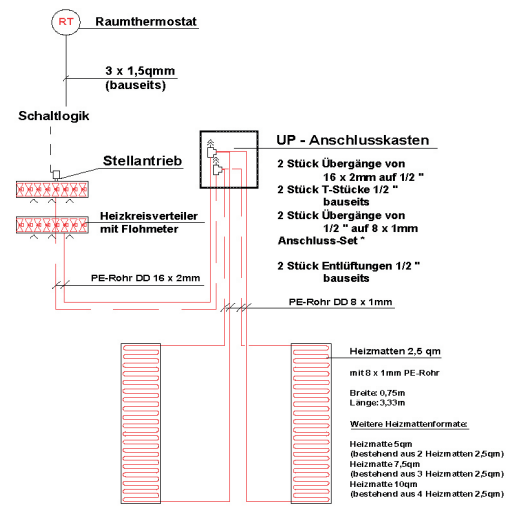 RT
Raumthermostat
3 x 1,5qmm
(bauseits)
Schaltlogik
Stellantrieb
Heizkreisverteiler
mit Flohmeter
UP - Anschlusskasten
2 Stück Übergänge von
16 x 2mm auf 1/2 "
2 Stück T-Stücke 1/2 "
bauseits
2 Stück Übergänge von
1/2 " auf 8 x 1mm
Anschluss-Set *
2 Stück Entlüftungen 1/2 "
bauseits
PE-Rohr DD 16 x 2mm
PE-Rohr DD 8 x 1mm
Heizmatten 2,5 qm
mit 8 x 1mm PE-Rohr
Breite: 0,75m
Länge: 3,33m
Weitere Heizmattenformate:
Heizmatte 5qm
(bestehend aus 2 Heizmatten 2,5qm)
Heizmatte 7,5qm
(bestehend aus 3 Heizmatten 2,5qm)
Heizmatte 10qm
(bestehend aus 4 Heizmatten 2,5qm)